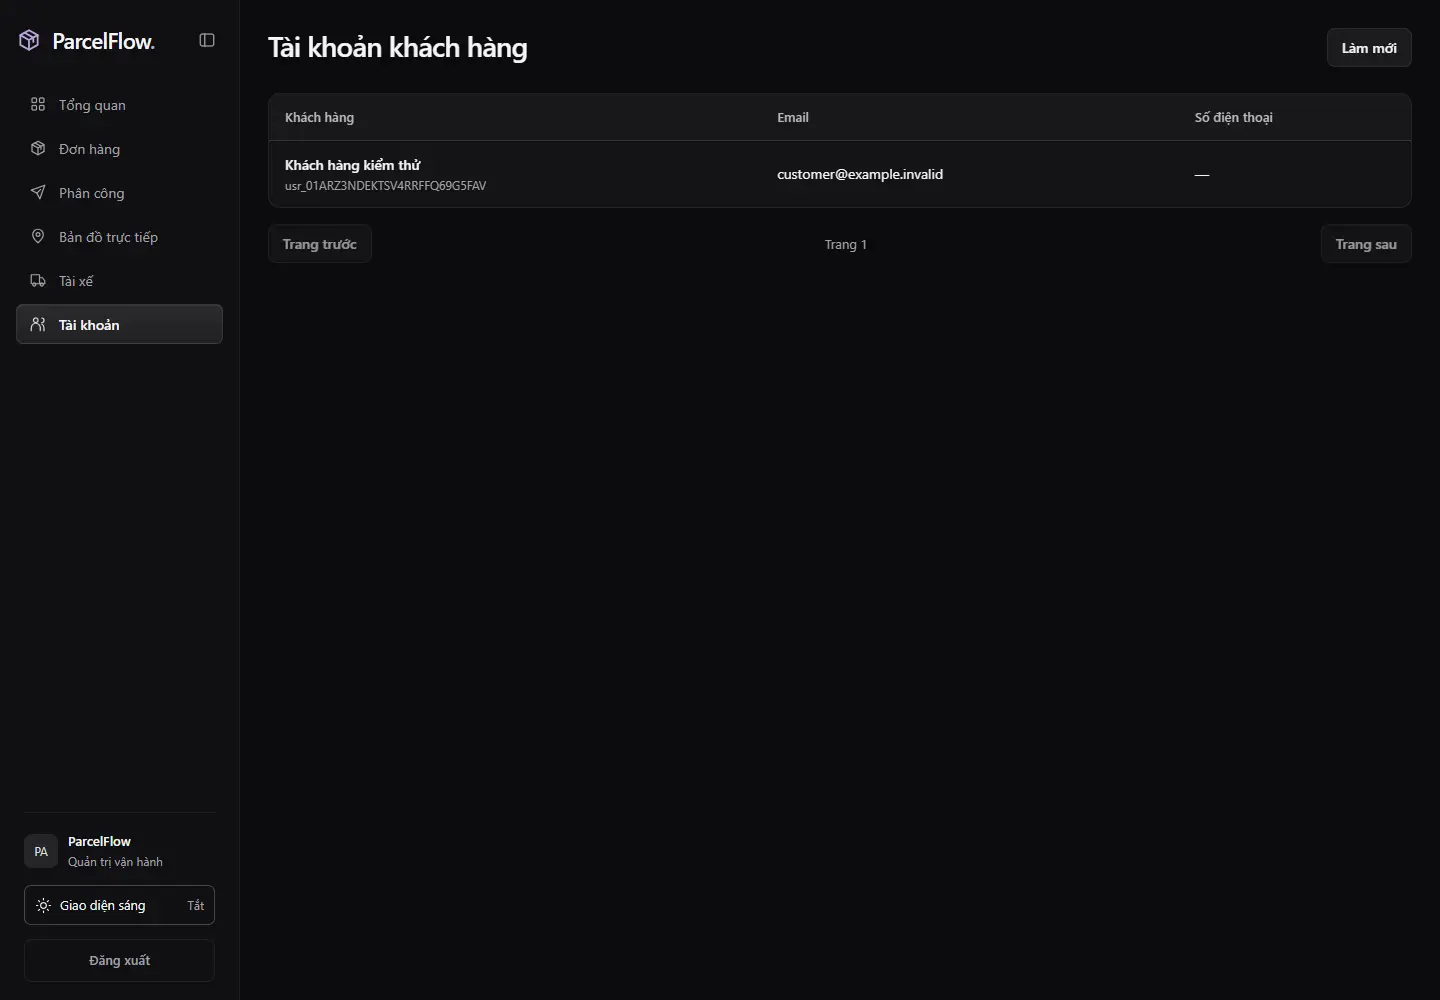 ParcelFlow.
Tổng quan
Đơn hàng
Phân công
Bản đồ trực tiếp
Tài xế
Tài khoản
PA
ParcelFlow
Quản trị vận hành
Giao diện sáng
Tắt
Đăng xuất
Tài khoản khách hàng
Làm mới
Khách hàng
Email
Số điện thoại
Khách hàng kiểm thử
usr_01ARZ3NDEKTSV4RRFFQ69G5FAV
customer@example.invalid
—
Trang trước
Trang 1
Trang sau